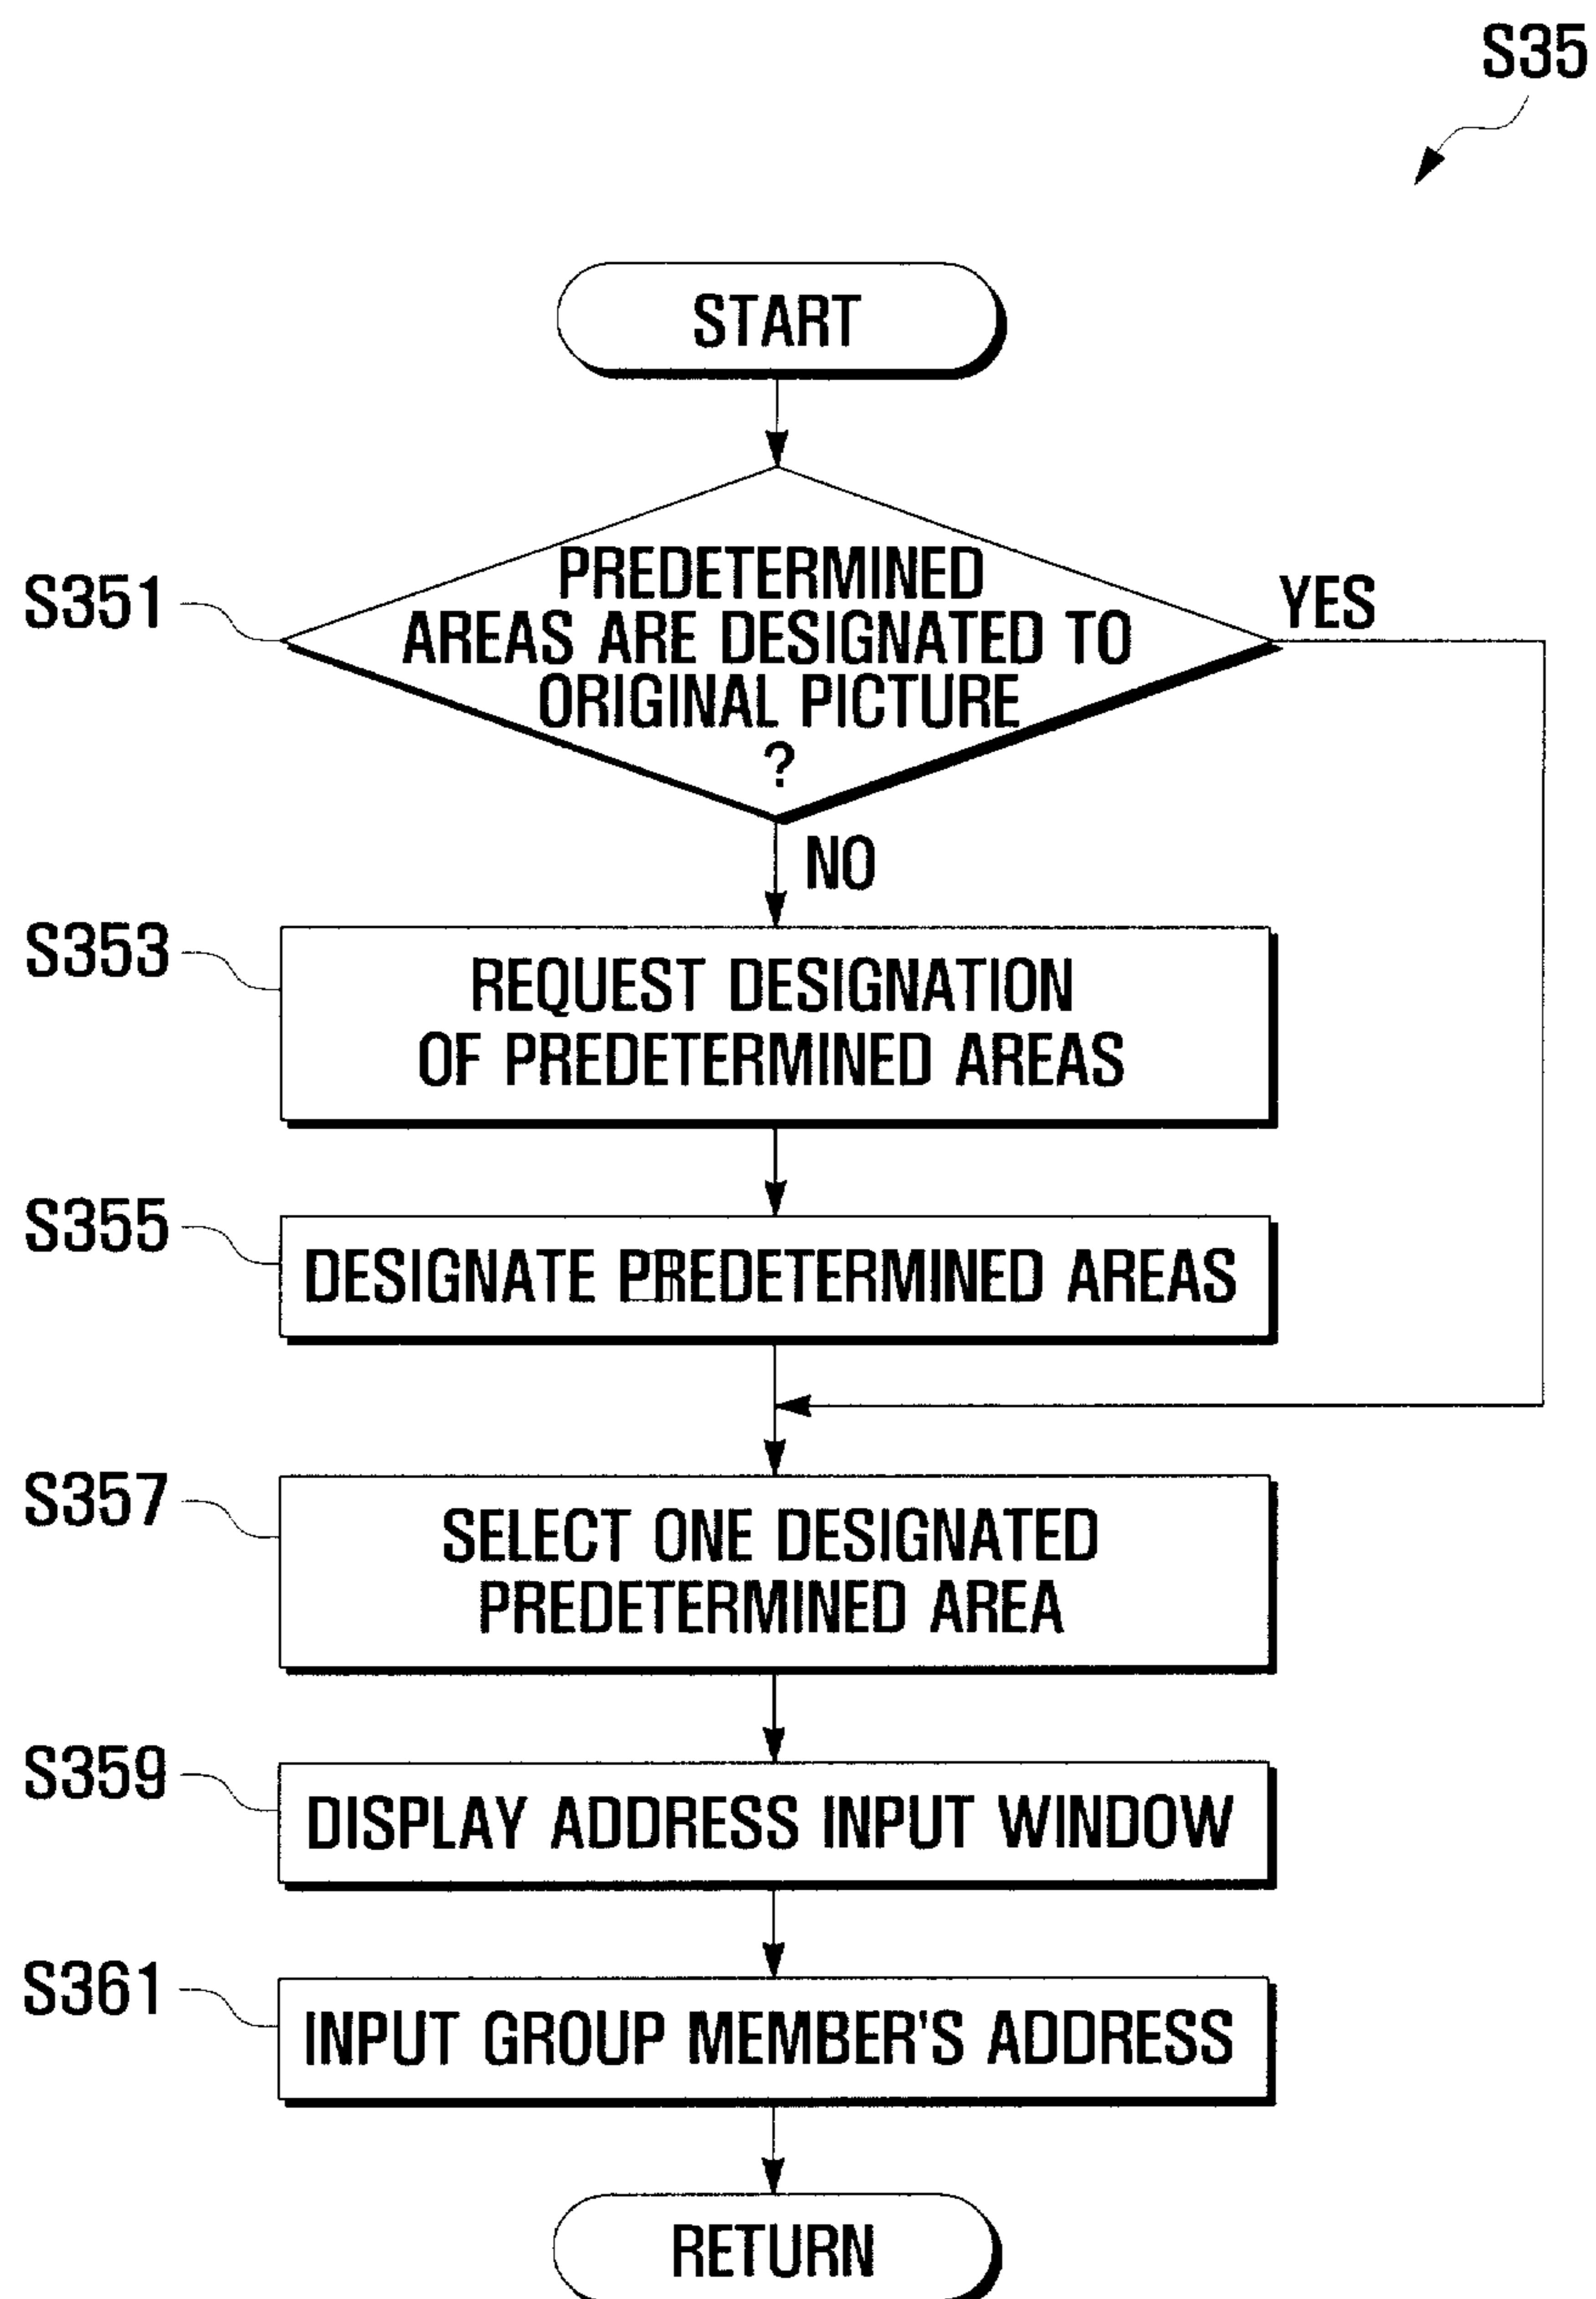 S35
START
S351
PREDETERMINED
AREAS ARE DESIGNATED TO
ORIGINAL PICTURE
?
YES
NO
S353
REQUEST DESIGNATION
OF PREDETERMINED AREAS
S355
DESIGNATE PREDETERMINED AREAS
S357
SELECT ONE DESIGNATED
PREDETERMINED AREA
S359
DISPLAY ADDRESS INPUT WINDOW
S361
INPUT GROUP MEMBER'S ADDRESS
RETURN